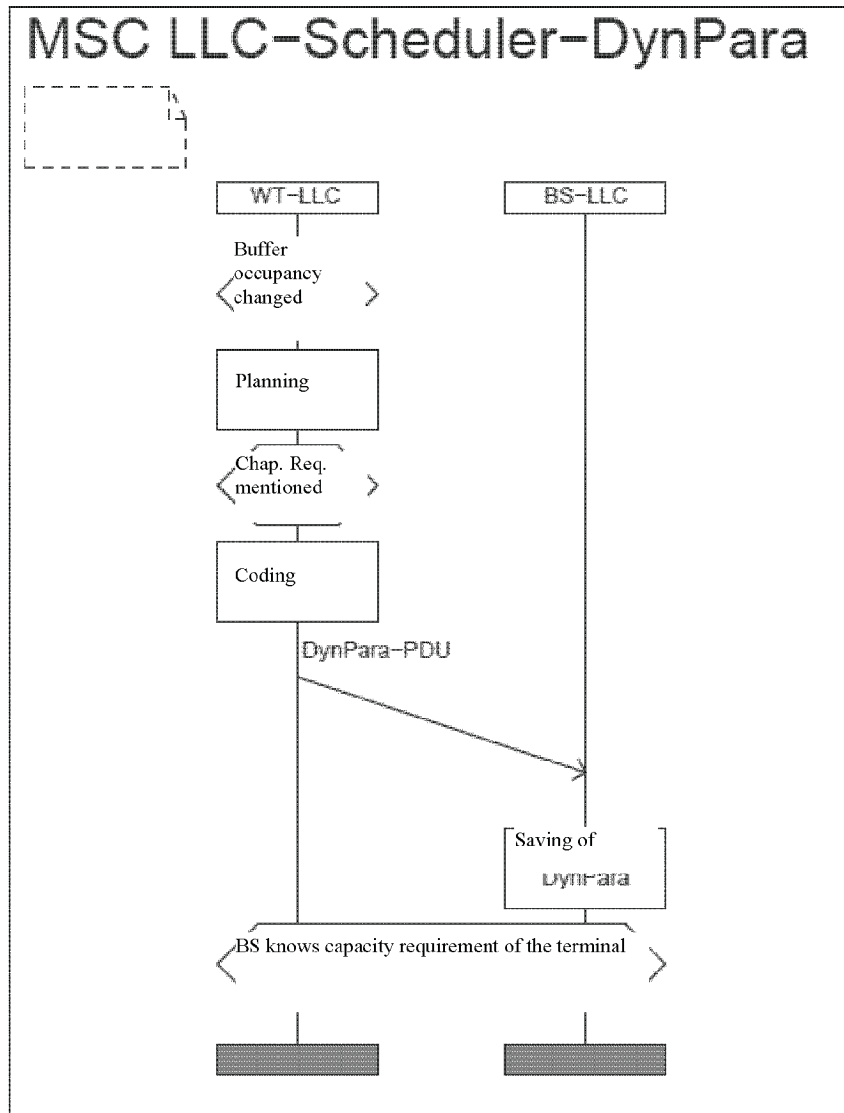 MSC LLC-Scheduler-DynPara
WT-LLC
BS-LLC
Buffer
occupancy
changed
Planning
Chap. Req.
mentioned
Coding
DynPara-PDU
Saving of
DynPara
BS knows capacity requirement of the terminal